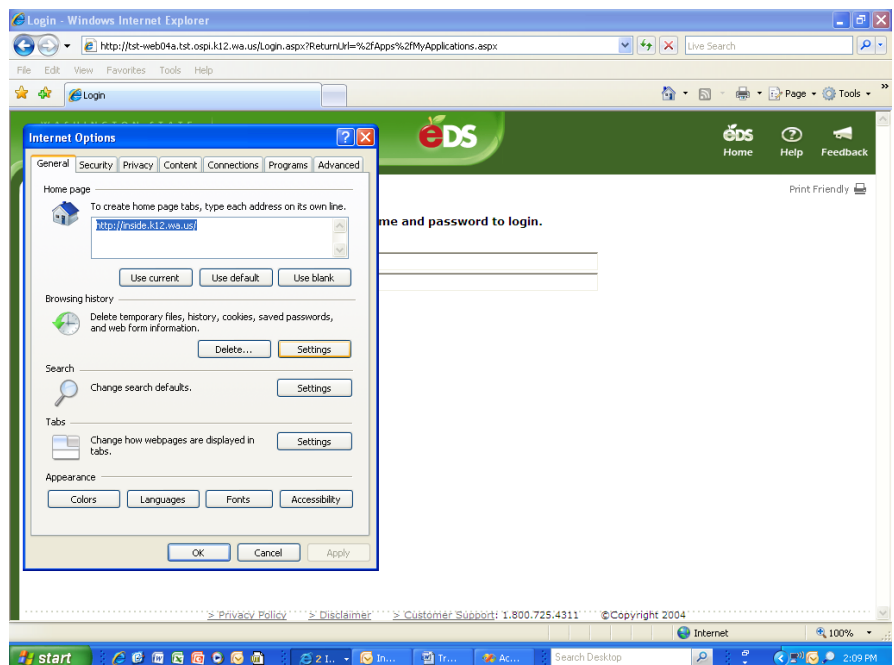 Login - Windows Internet Explorer
http://tst-web04a.tst.ospi.k12.wa.us/Login.aspx?ReturnUrl=%2fApps%2fMyApplications.aspx
Live Search
File Edit View Favorites Tools Help
Login
Page
Tools
eDS
eDS Home
Help
Feedback
Print Friendly
me and password to login.
Internet Options
General Security Privacy Content Connections Programs Advanced
Home page
To create home page tabs, type each address on its own line.
http://inside.k12.wa.us/
Use current Use default Use blank
Browsing history
Delete temporary files, history, cookies, saved passwords,
and web form information.
Delete... Settings
Search
Change search defaults. Settings
Tabs
Change how webpages are displayed in
tabs.
Settings
Appearance
Colors Languages Fonts Accessibility
OK Cancel Apply
> Privacy Policy > Disclaimer > Customer Support: 1.800.725.4311 ©Copyright 2004
Internet 100%
start 2 I... In... Tr... Ac... Search Desktop 2:09 PM